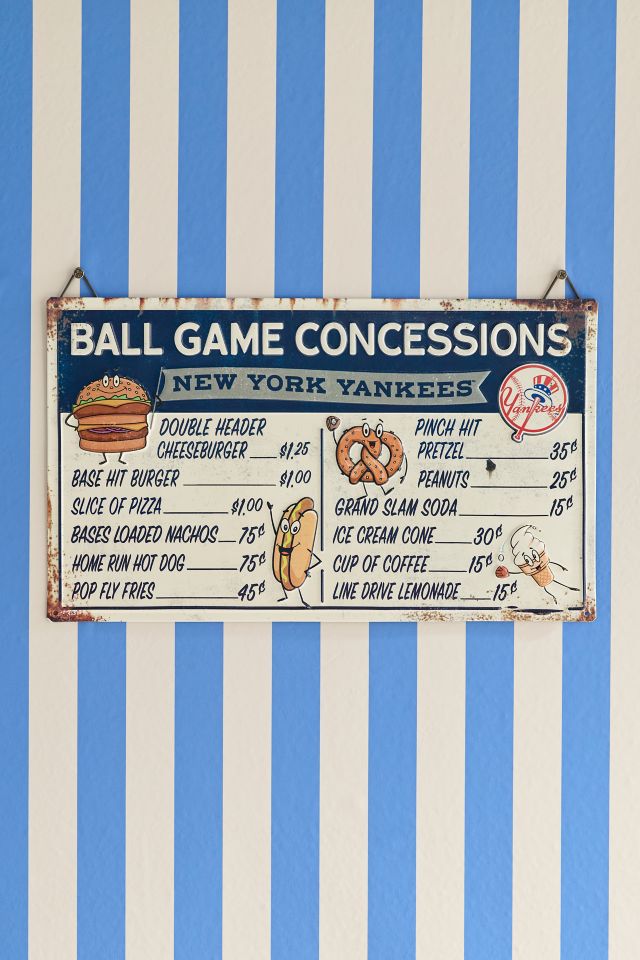 BALL GAME CONCESSIONS
NEW YORK YANKEES
Yankees
DOUBLE HEADER
CHEESEBURGER $1.25
BASE HIT BURGER $1.00
SLICE OF PIZZA $1.00
BASES LOADED NACHOS 75¢
HOME RUN HOT DOG 75¢
POP FLY FRIES 45¢
PINCH HIT
PRETZEL 35¢
PEANUTS 25¢
GRAND SLAM SODA 15¢
ICE CREAM CONE 30¢
CUP OF COFFEE 15¢
LINE DRIVE LEMONADE 15¢